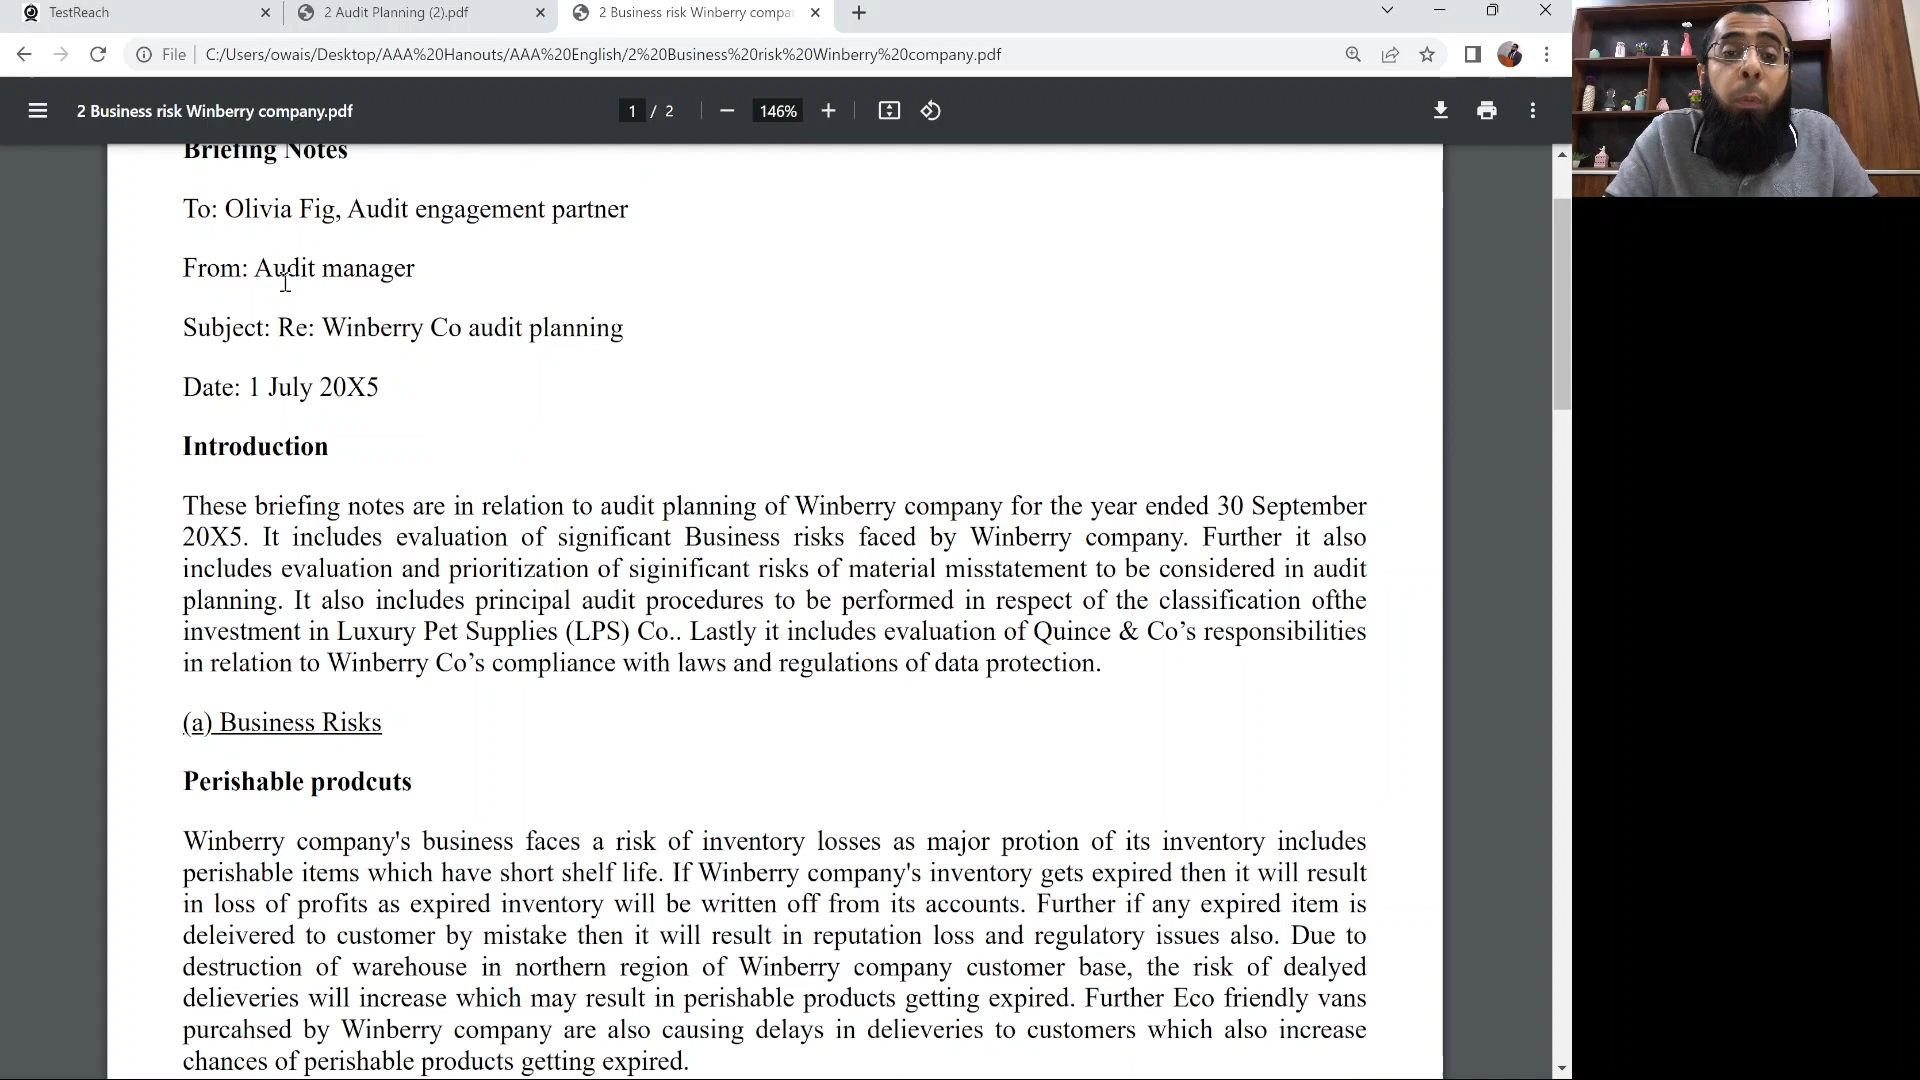 TestReach
2 Audit Planning (2).pdf
2 Business risk Winberry compa
File
C:/Users/owais/Desktop/AAA%20Hanouts/AAA%20English/2%20Business%20risk%20Winberry%20company.pdf
2 Business risk Winberry company.pdf
1 / 2
146%
Briefing Notes
To: Olivia Fig, Audit engagement partner
From: Audit manager
Subject: Re: Winberry Co audit planning
Date: 1 July 20X5
Introduction
These briefing notes are in relation to audit planning of Winberry company for the year ended 30 September
20X5. It includes evaluation of significant Business risks faced by Winberry company. Further it also
includes evaluation and prioritization of siginificant risks of material misstatement to be considered in audit
planning. It also includes principal audit procedures to be performed in respect of the classification ofthe
investment in Luxury Pet Supplies (LPS) Co.. Lastly it includes evaluation of Quince & Co’s responsibilities
in relation to Winberry Co’s compliance with laws and regulations of data protection.
(a) Business Risks
Perishable prodcuts
Winberry company's business faces a risk of inventory losses as major protion of its inventory includes
perishable items which have short shelf life. If Winberry company's inventory gets expired then it will result
in loss of profits as expired inventory will be written off from its accounts. Further if any expired item is
deleivered to customer by mistake then it will result in reputation loss and regulatory issues also. Due to
destruction of warehouse in northern region of Winberry company customer base, the risk of dealyed
delieveries will increase which may result in perishable products getting expired. Further Eco friendly vans
purcahsed by Winberry company are also causing delays in delieveries to customers which also increase
chances of perishable products getting expired.